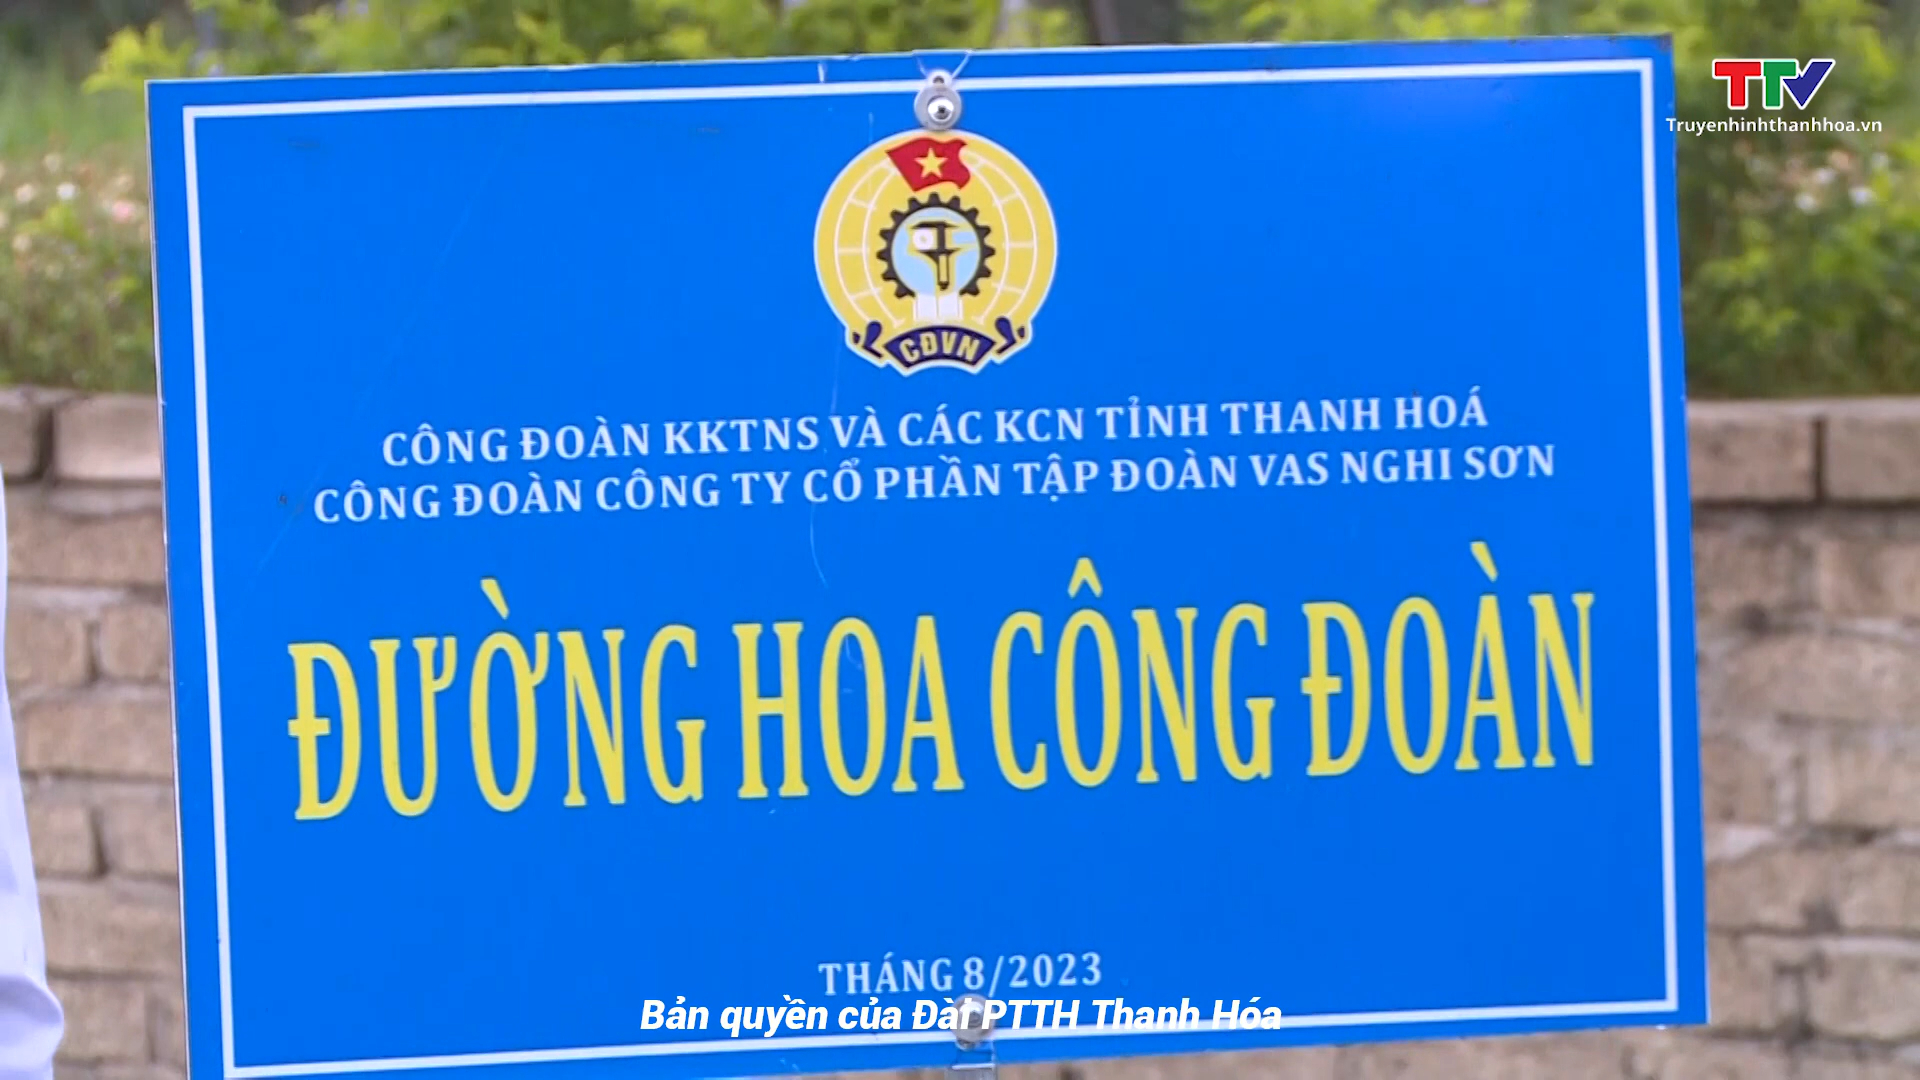 TTV
Truyenhinhthanhhoa.vn
CĐVN
CÔNG ĐOÀN KKTNS VÀ CÁC KCN TỈNH THANH HOÁ
CÔNG ĐOÀN CÔNG TY CỔ PHẦN TẬP ĐOÀN VAS NGHI SƠN
ĐƯỜNG HOA CÔNG ĐOÀN
THÁNG 8/2023
Bản quyền của Đài PTTH Thanh Hóa